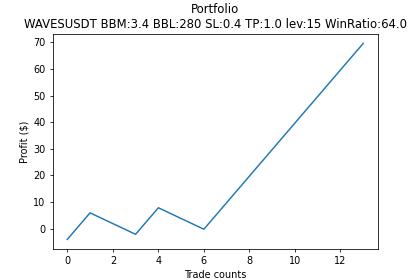 Portfolio
WAVESUSDT BBM:3.4 BBL:280 SL:0.4 TP:1.0 lev:15 WinRatio:64.0
70
60
50
40
30
20
10
0
Profit ($)
0 2 4 6 8 10 12
Trade counts